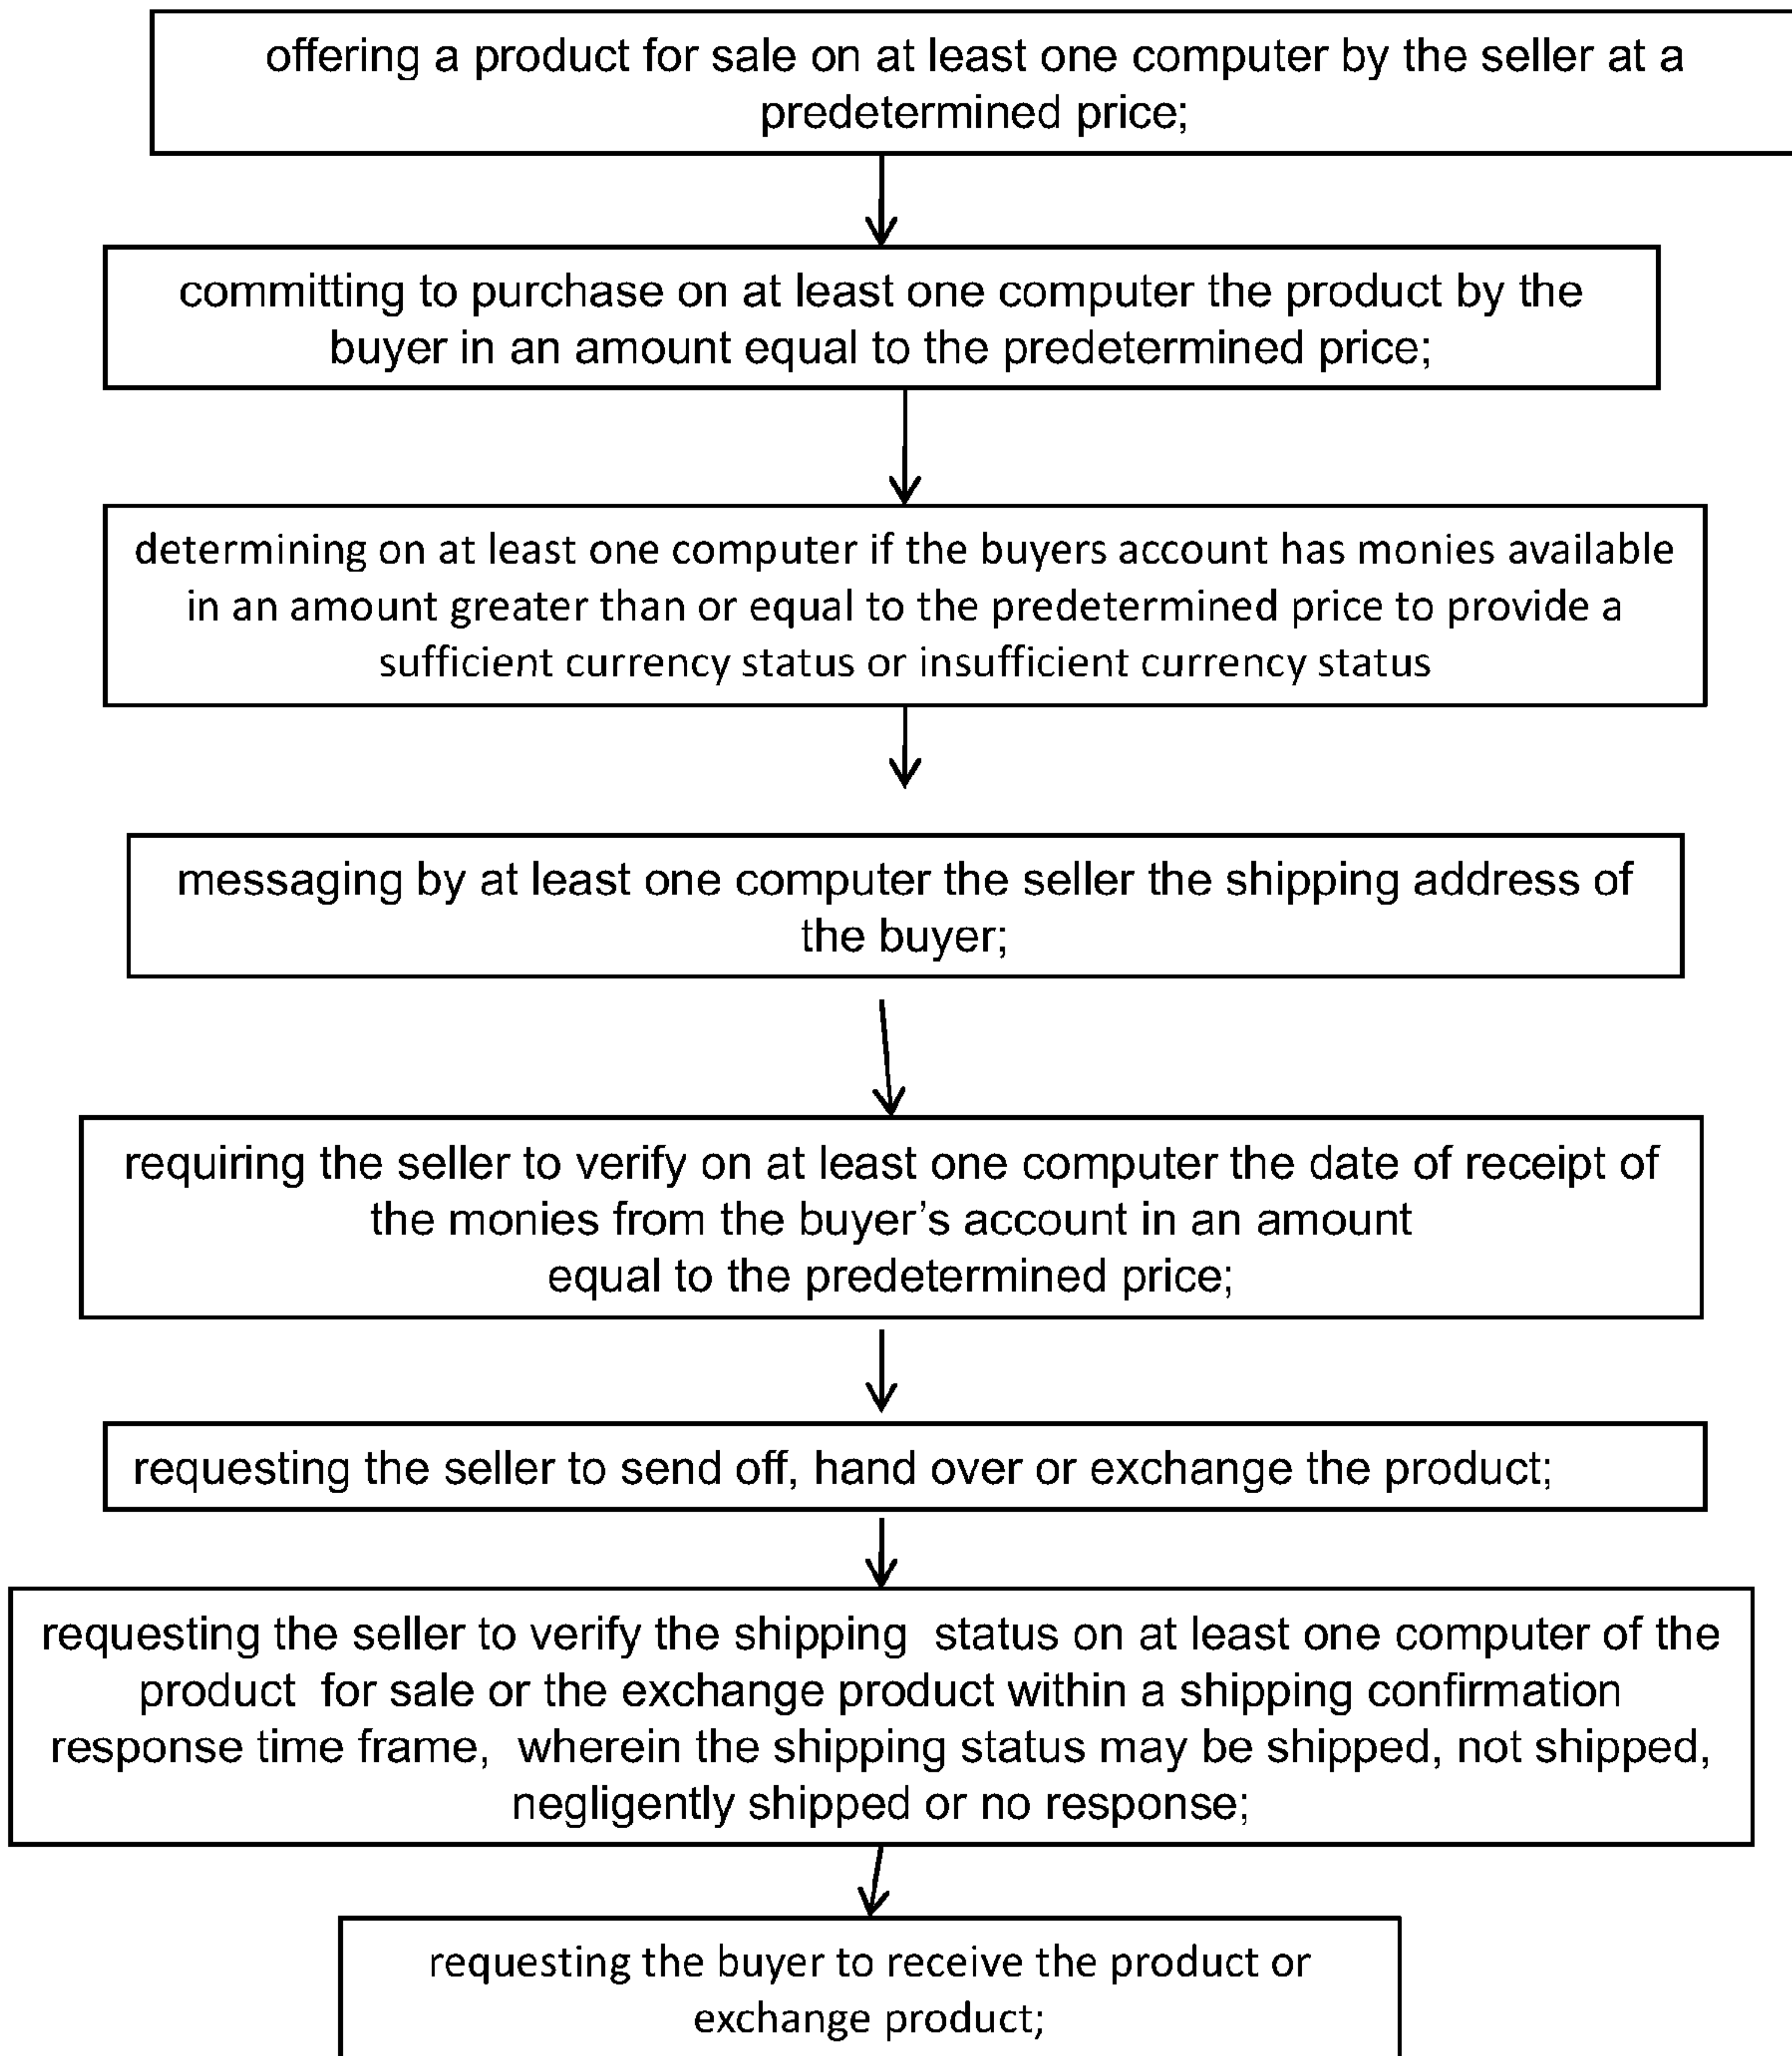 offering a product for sale on at least one computer by the seller at a
predetermined price;
committing to purchase on at least one computer the product by the
buyer in an amount equal to the predetermined price;
determining on at least one computer if the buyers account has monies available
in an amount greater than or equal to the predetermined price to provide a
sufficient currency status or insufficient currency status
messaging by at least one computer the seller the shipping address of
the buyer;
requiring the seller to verify on at least one computer the date of receipt of
the monies from the buyer’s account in an amount
equal to the predetermined price;
requesting the seller to send off, hand over or exchange the product;
requesting the seller to verify the shipping status on at least one computer of the
product for sale or the exchange product within a shipping confirmation
response time frame, wherein the shipping status may be shipped, not shipped,
negligently shipped or no response;
requesting the buyer to receive the product or
exchange product;